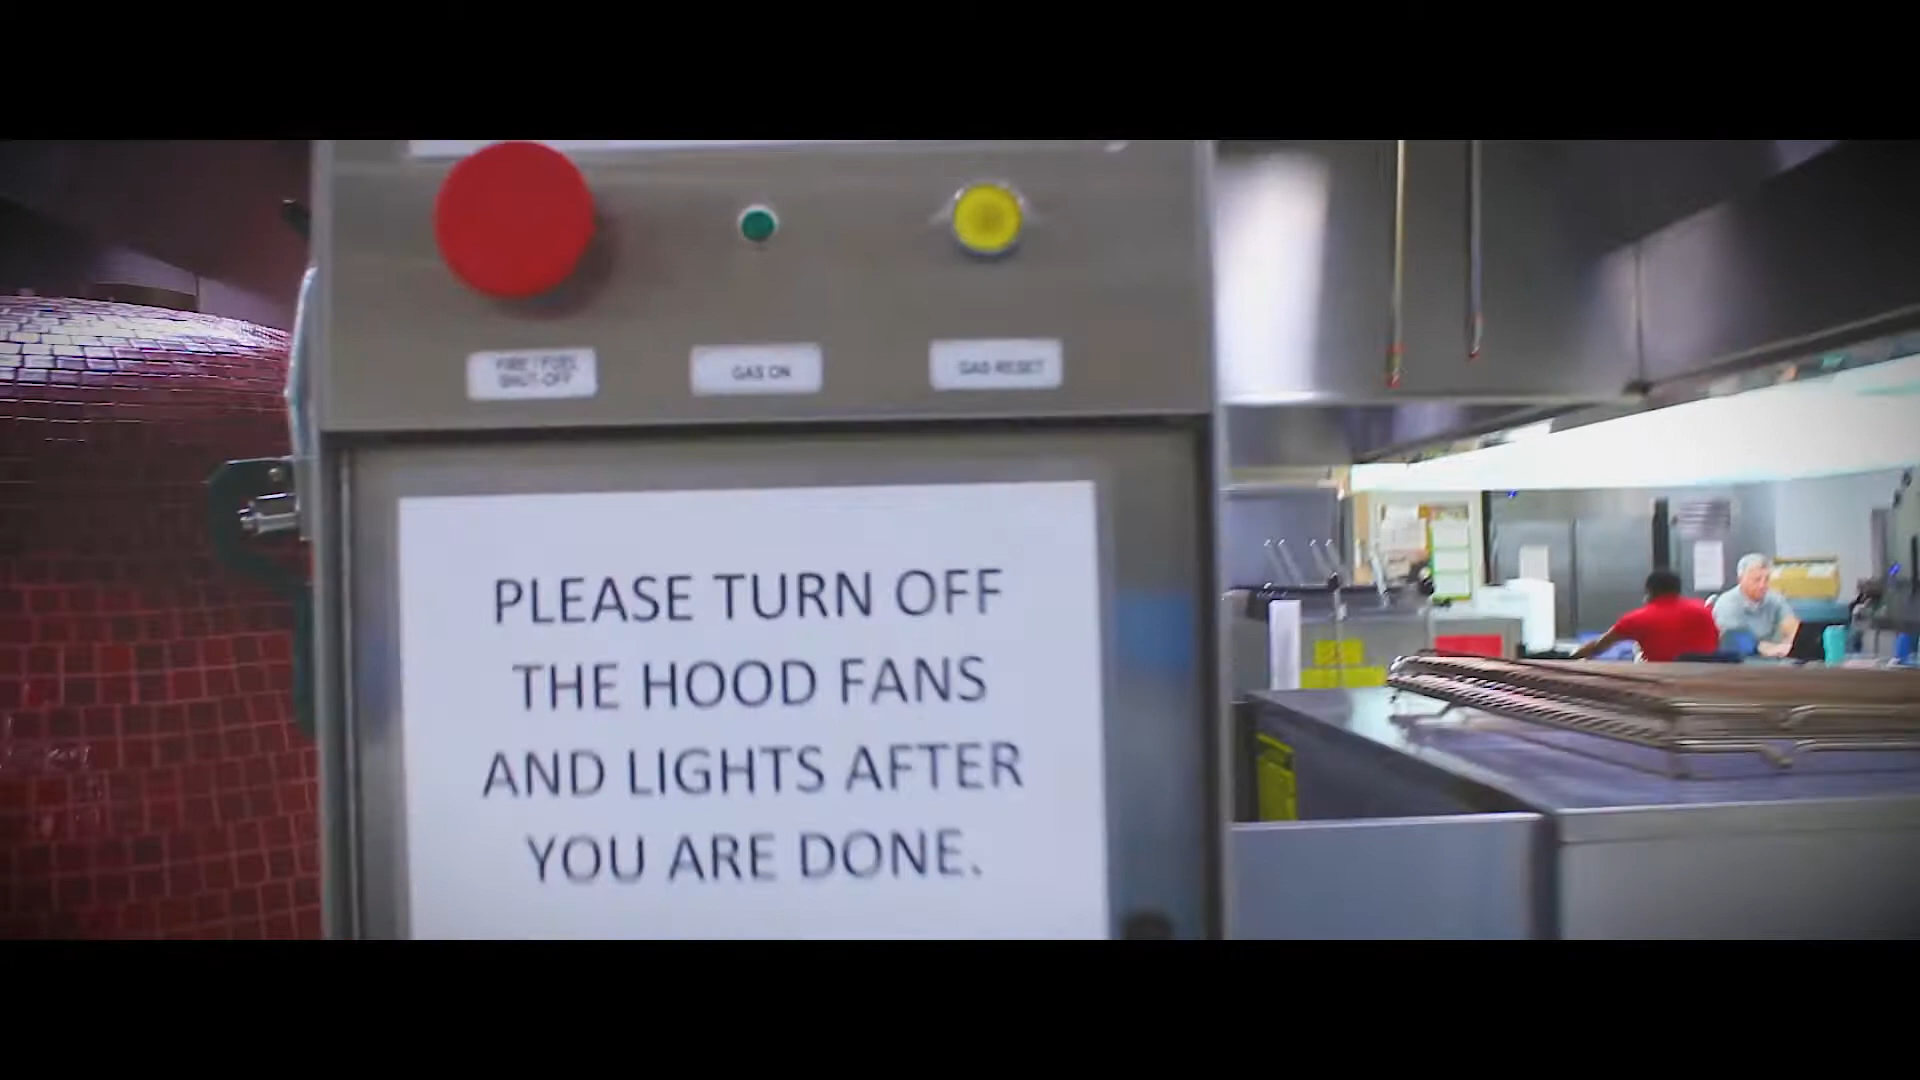 FIRE / FUEL
SHUT-OFF
GAS ON
GAS RESET
PLEASE TURN OFF
THE HOOD FANS
AND LIGHTS AFTER
YOU ARE DONE.